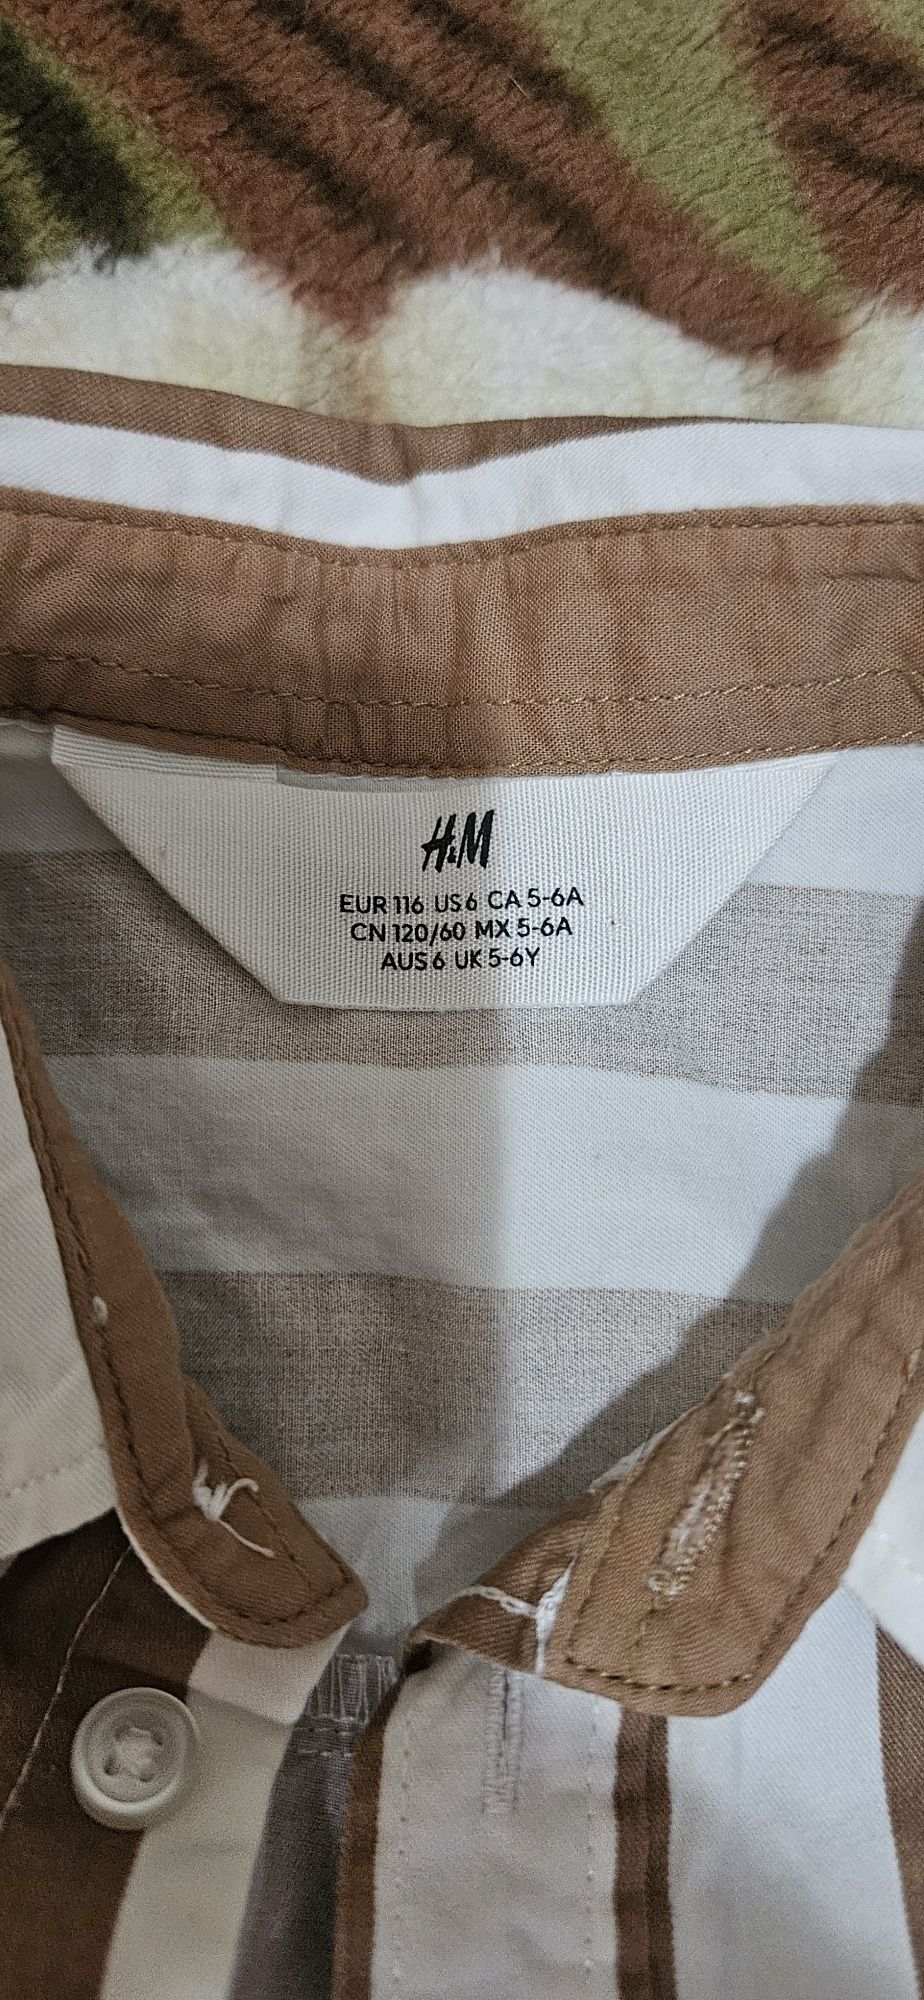 H&M
EUR 116 US 6 CA 5-6A
CN 120/60 MX 5-6A
AUS 6 UK 5-6Y